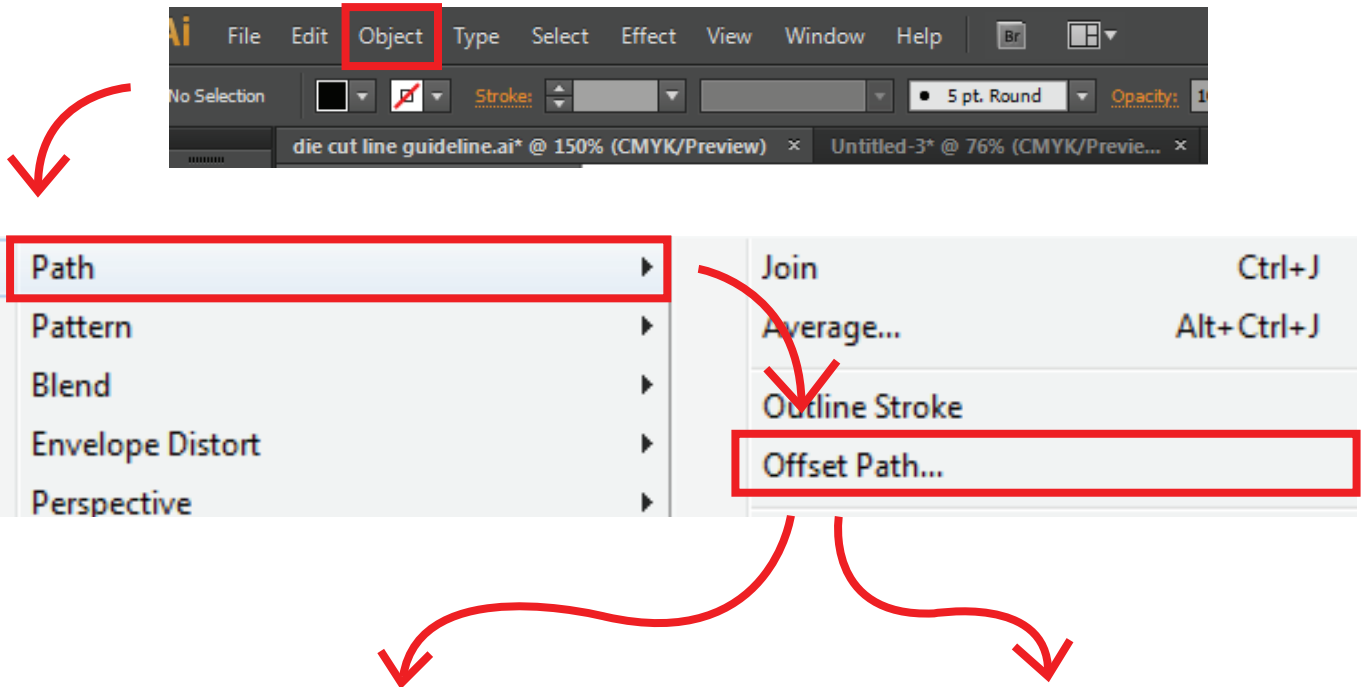 Ai File Edit Object Type Select Effect View Window Help Br
No Selection Stroke: 5 pt. Round Opacity:
die cut line guideline.ai* @ 150% (CMYK/Preview) × Untitled-3* @ 76% (CMYK/Previe... ×
Path
Pattern
Blend
Envelope Distort
Perspective
Join Ctrl+J
Average... Alt+Ctrl+J
Outline Stroke
Offset Path...